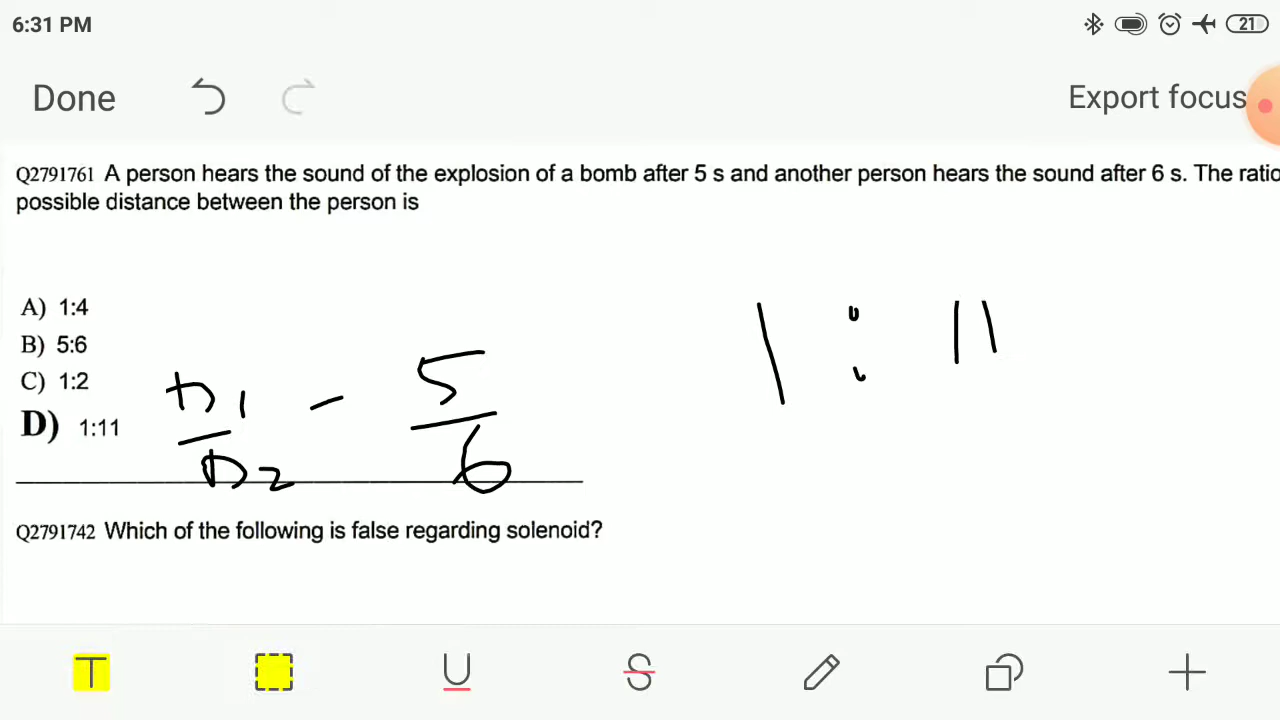 6:31 PM
21
Done
Export focus
Q2791761 A person hears the sound of the explosion of a bomb after 5 s and another person hears the sound after 6 s. The ratio
possible distance between the person is
A) 1:4
B) 5:6
C) 1:2
D) 1:11
D1 - 5
D2 6
1 : 11
Q2791742 Which of the following is false regarding solenoid?
T
U
S